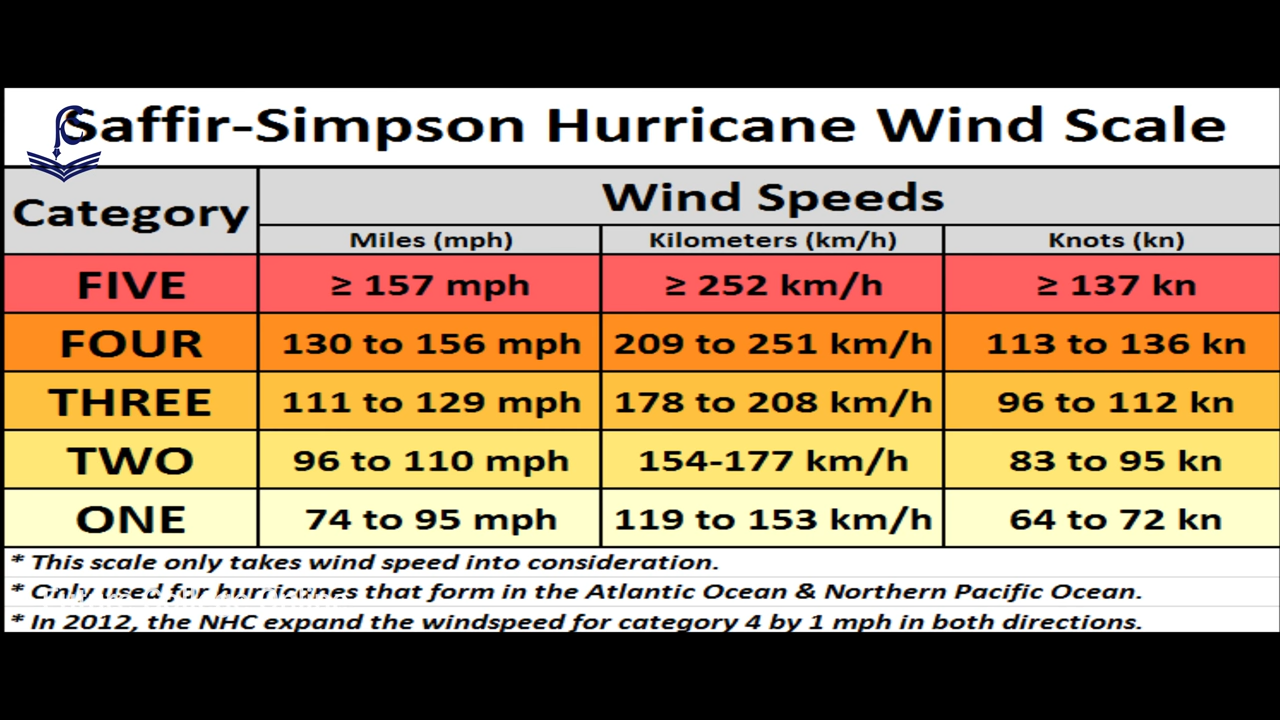 Saffir-Simpson Hurricane Wind Scale
Category Wind Speeds
Miles (mph) Kilometers (km/h) Knots (kn)
FIVE ≥ 157 mph ≥ 252 km/h ≥ 137 kn
FOUR 130 to 156 mph 209 to 251 km/h 113 to 136 kn
THREE 111 to 129 mph 178 to 208 km/h 96 to 112 kn
TWO 96 to 110 mph 154-177 km/h 83 to 95 kn
ONE 74 to 95 mph 119 to 153 km/h 64 to 72 kn
* This scale only takes wind speed into consideration.
* Only used for hurricanes that form in the Atlantic Ocean & Northern Pacific Ocean.
* In 2012, the NHC expand the windspeed for category 4 by 1 mph in both directions.